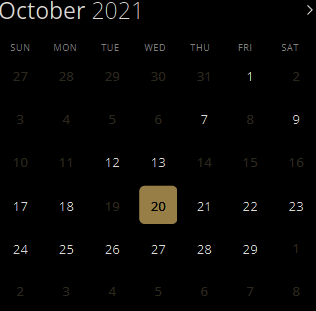 October 2021
SUN MON TUE WED THU FRI SAT
27 28 29 30 31 1 2
3 4 5 6 7 8 9
10 11 12 13 14 15 16
17 18 19 20 21 22 23
24 25 26 27 28 29 1
2 3 4 5 6 7 8